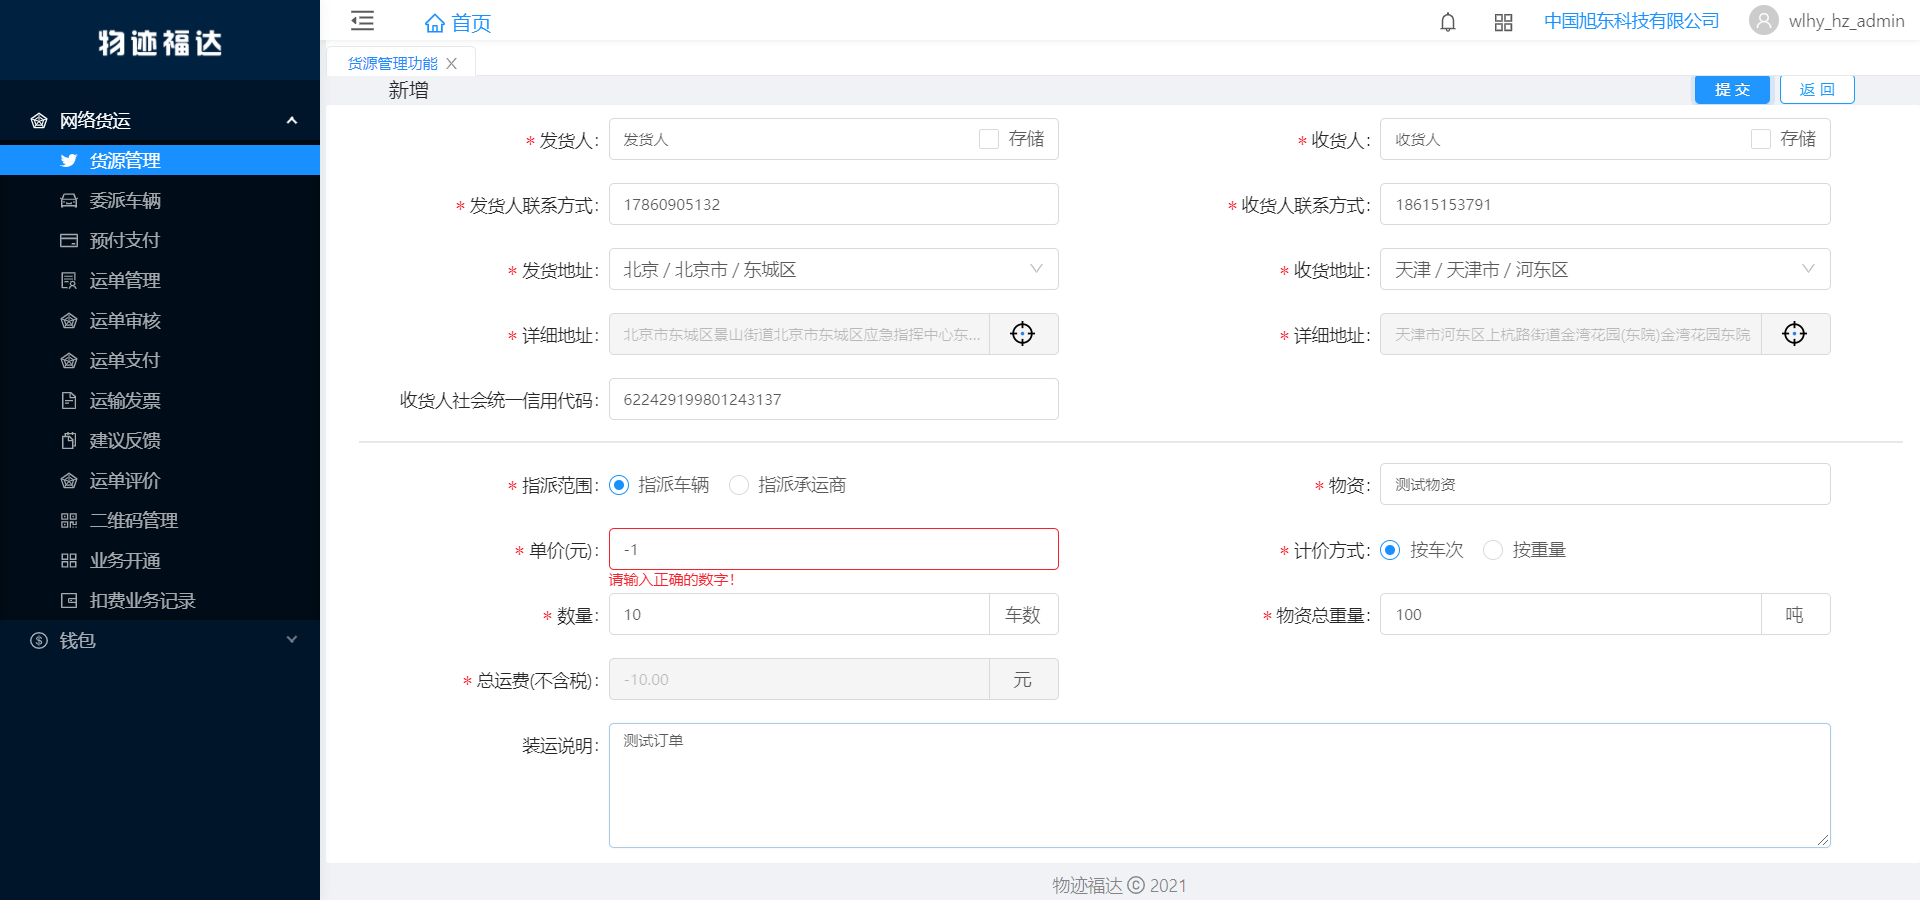 物迹福达
首页
中国旭东科技有限公司
wlhy_hz_admin
货源管理功能
新增
提 交
返 回
网络货运
货源管理
委派车辆
预付支付
运单管理
运单审核
运单支付
运输发票
建议反馈
运单评价
二维码管理
业务开通
扣费业务记录
钱包
* 发货人: 发货人 存储
* 收货人: 收货人 存储
* 发货人联系方式: 17860905132
* 收货人联系方式: 18615153791
* 发货地址: 北京 / 北京市 / 东城区
* 收货地址: 天津 / 天津市 / 河东区
* 详细地址: 北京市东城区景山街道北京市东城区应急指挥中心东...
* 详细地址: 天津市河东区上杭路街道金湾花园(东院)金湾花园东院
收货人社会统一信用代码: 622429199801243137
* 指派范围: 指派车辆 指派承运商
* 物资: 测试物资
* 单价(元): -1
请输入正确的数字!
* 计价方式: 按车次 按重量
* 数量: 10 车数
* 物资总重量: 100 吨
* 总运费(不含税): -10.00 元
装运说明: 测试订单
物迹福达 © 2021